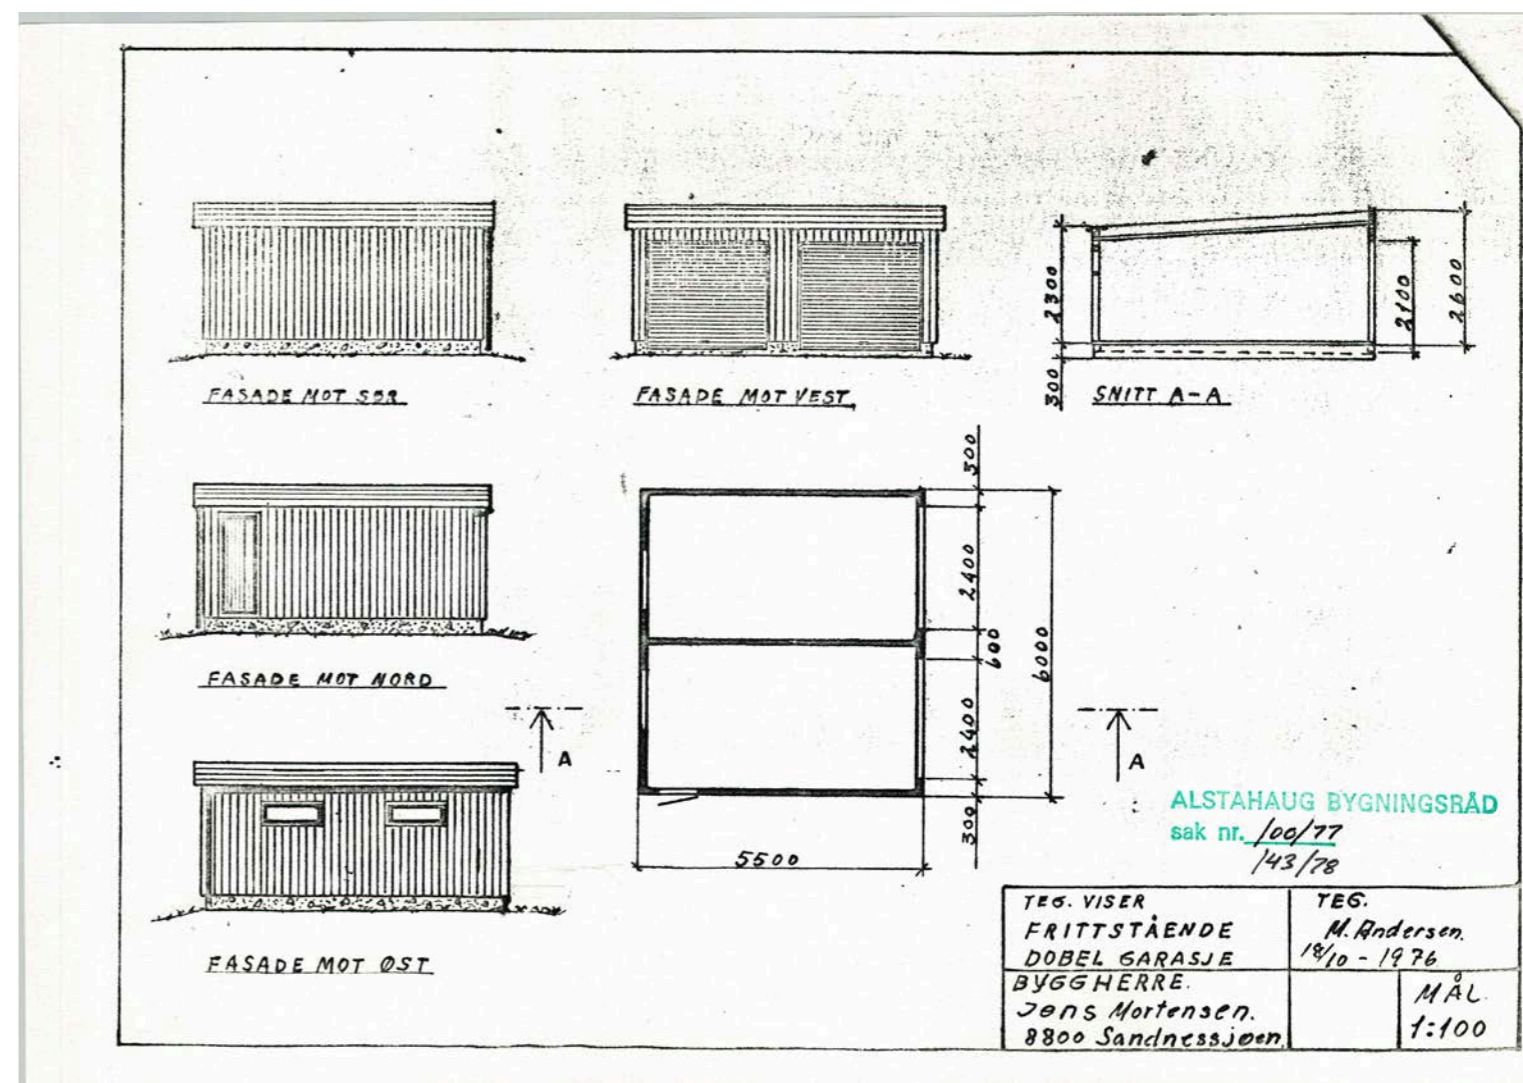 FASADE MOT SØR
FASADE MOT VEST
2300
300
2100
2600
SNITT A-A
FASADE MOT NORD
300
2400
600
6000
2400
300
5500
A
A
FASADE MOT ØST
ALSTAHAUG BYGNINGSRÅD
sak nr. 100/77
143/78
TEG. VISER
FRITTSTÅENDE
DOBEL GARASJE
TEG.
M. Andersen.
18/10 - 1976
BYGGHERRE.
Jens Mortensen.
8800 Sandnessjøen.
MÅL.
1:100